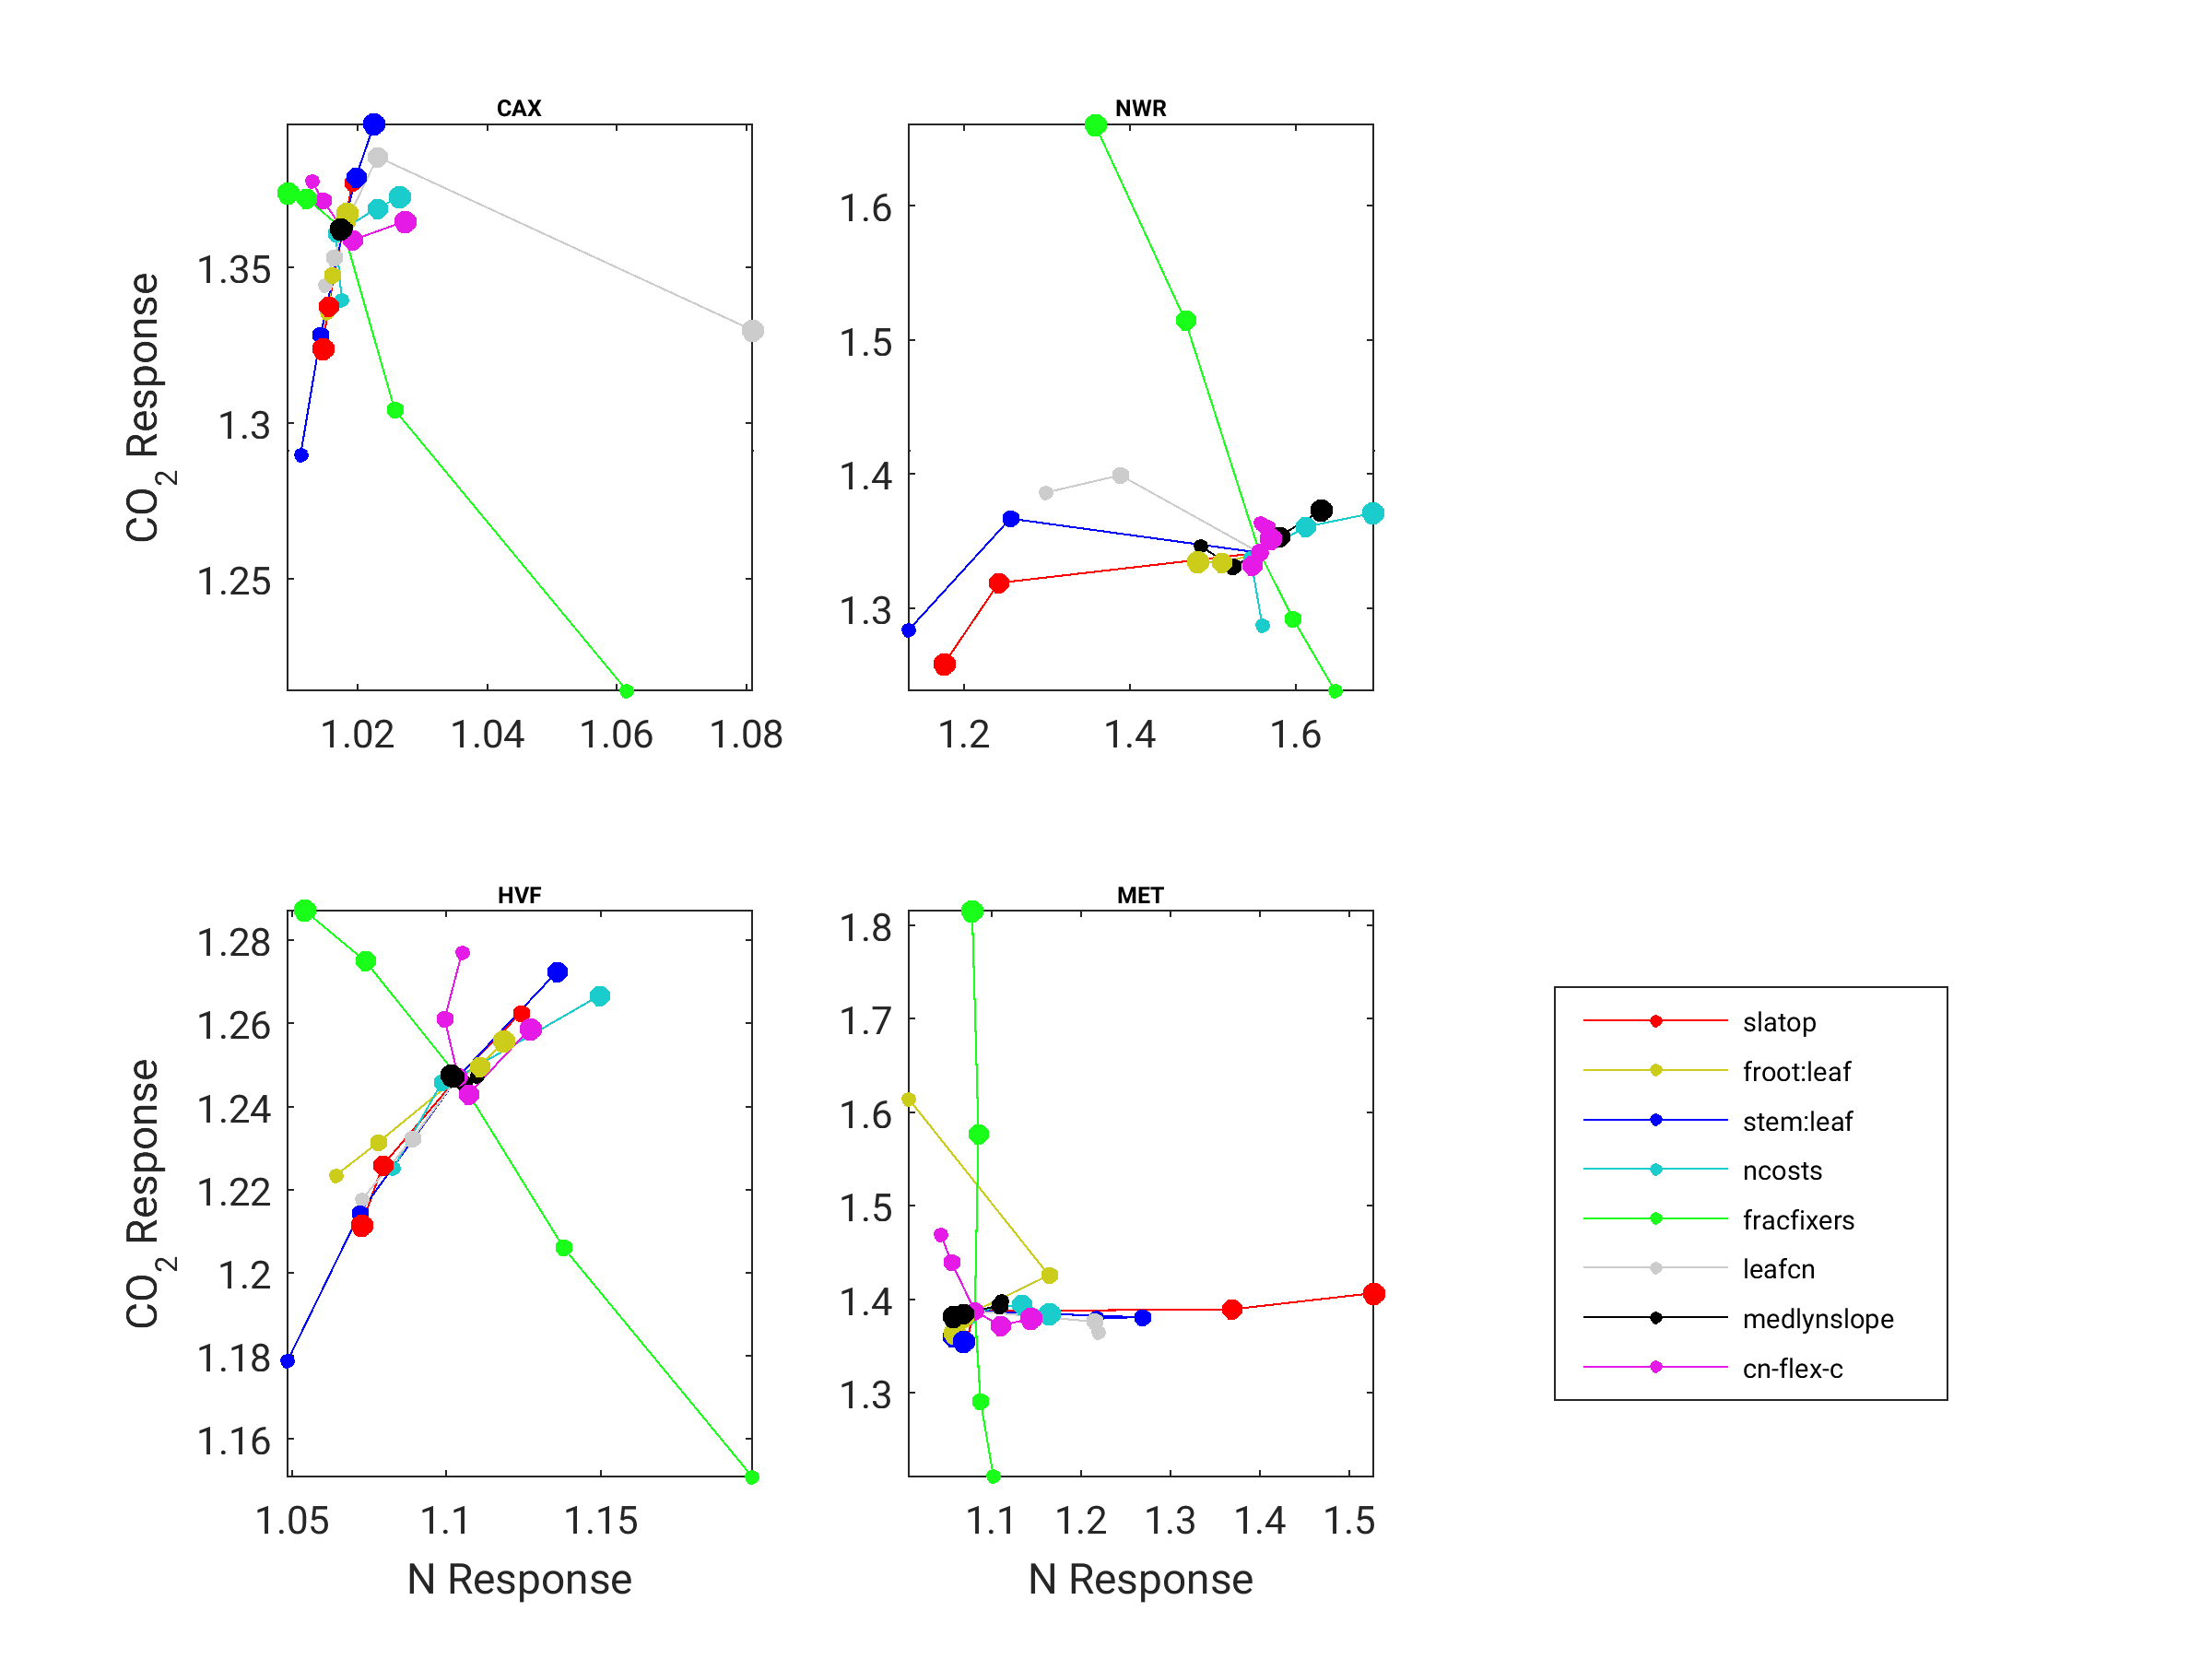 CAX
NWR
CO2 Response
1.35
1.3
1.25
1.02 1.04 1.06 1.08
1.6
1.5
1.4
1.3
1.2 1.4 1.6
HVF
MET
CO2 Response
1.28
1.26
1.24
1.22
1.2
1.18
1.16
1.05 1.1 1.15
N Response
1.8
1.7
1.6
1.5
1.4
1.3
1.1 1.2 1.3 1.4 1.5
N Response
slatop
froot:leaf
stem:leaf
ncosts
fracfixers
leafcn
medlynslope
cn-flex-c